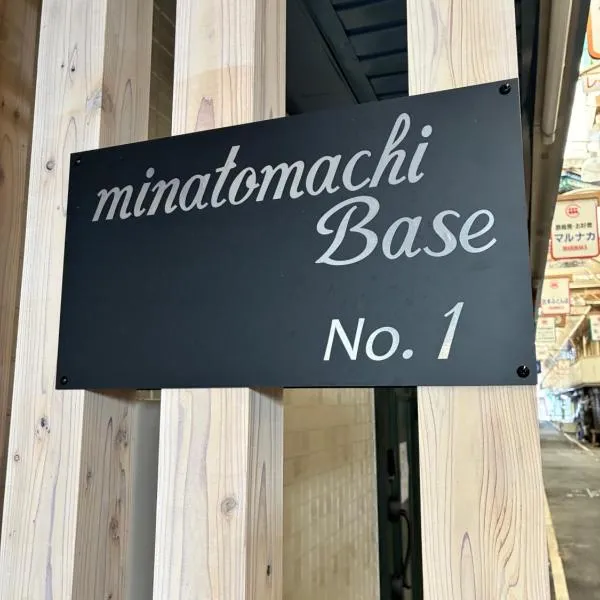 minatomachi
Base
No. 1
マルナカ